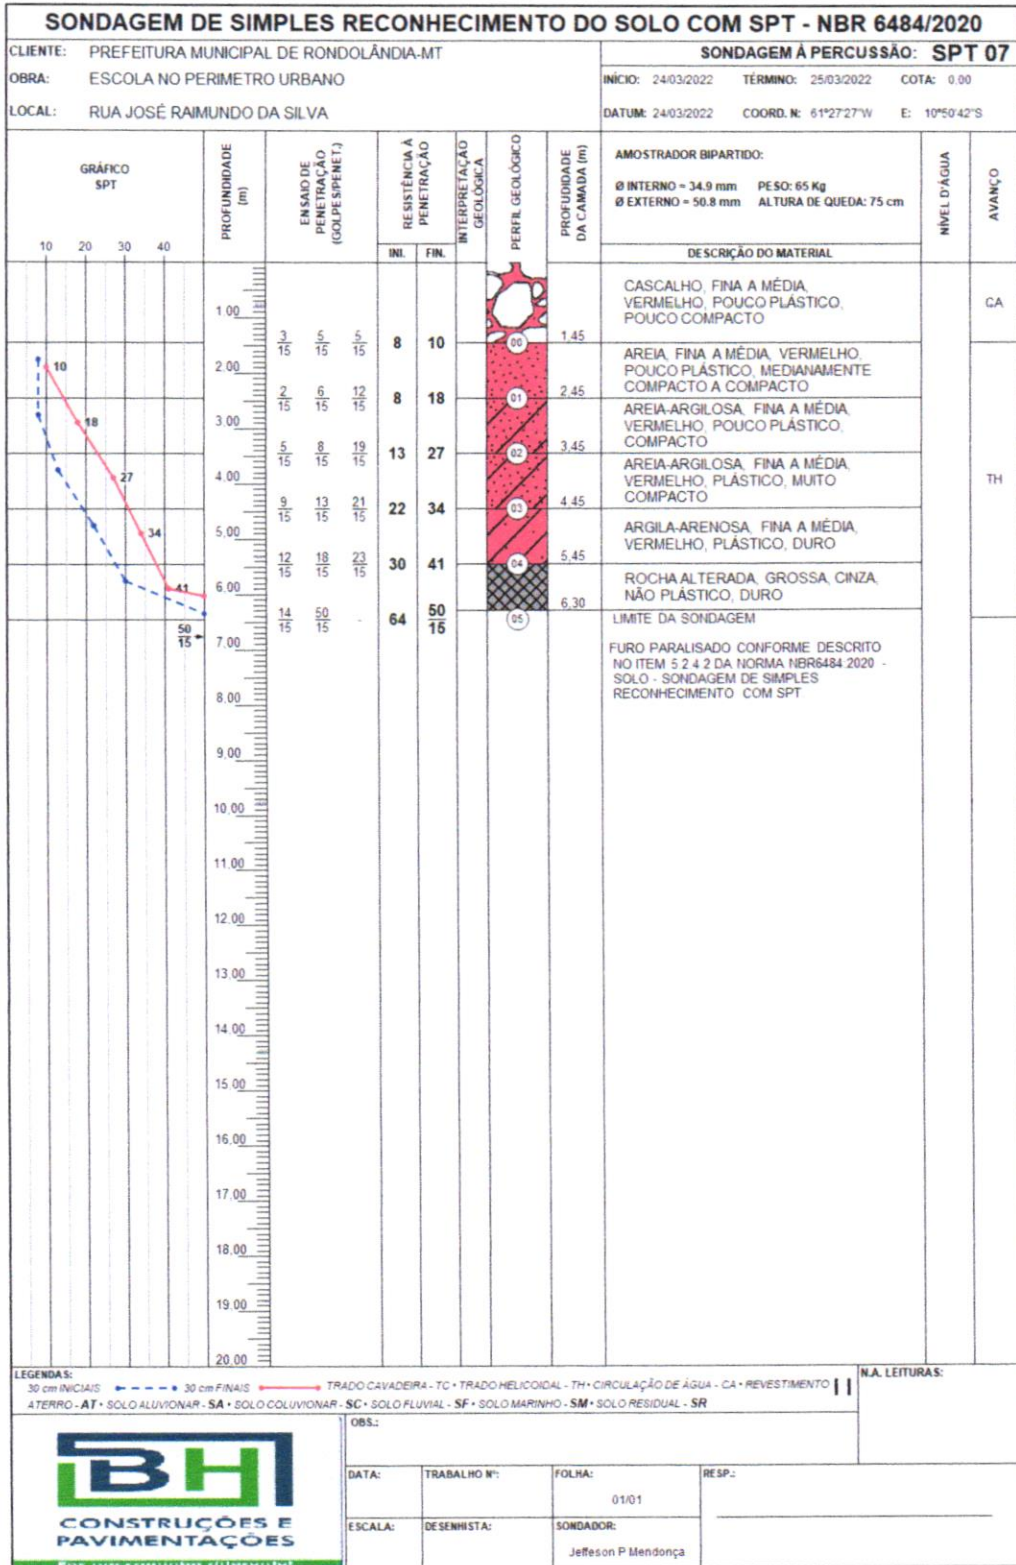 SONDAGEM DE SIMPLES RECONHECIMENTO DO SOLO COM SPT - NBR 6484/2020
CLIENTE: PREFEITURA MUNICIPAL DE RONDOLÂNDIA-MT
SONDAGEM À PERCUSSÃO: SPT 07
OBRA: ESCOLA NO PERIMETRO URBANO
INÍCIO: 24/03/2022 TÉRMINO: 25/03/2022 COTA: 0.00
LOCAL: RUA JOSÉ RAIMUNDO DA SILVA
DATUM: 24/03/2022 COORD. N: 61°27'27"W E: 10°50'42"S
GRÁFICO
SPT
10 20 30 40
PROFUNDIDADE
(m)
ENSAIO DE
PENETRAÇÃO
(GOLPES/PENET.)
RESISTÊNCIA À
PENETRAÇÃO
INI. FIN.
INTERPRETAÇÃO
GEOLÓGICA
PERFIL GEOLÓGICO
PROFUDIDADE
DA CAMADA (m)
AMOSTRADOR BIPARTIDO:
Ø INTERNO = 34.9 mm PESO: 65 Kg
Ø EXTERNO = 50.8 mm ALTURA DE QUEDA: 75 cm
DESCRIÇÃO DO MATERIAL
NÍVEL D'ÁGUA
AVANÇO
CASCALHO, FINA A MÉDIA,
VERMELHO, POUCO PLÁSTICO,
POUCO COMPACTO
CA
1,00
3/15 5/15 5/15 8 10 00 1,45
10
2,00
AREIA, FINA A MÉDIA, VERMELHO,
POUCO PLÁSTICO, MEDIANAMENTE
COMPACTO A COMPACTO
2/15 6/15 12/15 8 18 01 2,45
18
3,00
AREIA-ARGILOSA, FINA A MÉDIA,
VERMELHO, POUCO PLÁSTICO,
COMPACTO
5/15 8/15 19/15 13 27 02 3,45
27
4,00
AREIA-ARGILOSA, FINA A MÉDIA,
VERMELHO, PLÁSTICO, MUITO
COMPACTO
TH
9/15 13/15 21/15 22 34 03 4,45
34
5,00
ARGILA-ARENOSA, FINA A MÉDIA,
VERMELHO, PLÁSTICO, DURO
12/15 18/15 23/15 30 41 04 5,45
41
6,00
ROCHA ALTERADA, GROSSA, CINZA,
NÃO PLÁSTICO, DURO
14/15 50/15 - 64 50/15 05 6,30
50/15
7,00
LIMITE DA SONDAGEM
FURO PARALISADO CONFORME DESCRITO
NO ITEM 5.2.4.2 DA NORMA NBR6484:2020 -
SOLO - SONDAGEM DE SIMPLES
RECONHECIMENTO COM SPT
8,00
9,00
10,00
11,00
12,00
13,00
14,00
15,00
16,00
17,00
18,00
19,00
20,00
LEGENDAS:
30 cm INICIAIS 30 cm FINAIS TRADO CAVADEIRA - TC • TRADO HELICOIDAL - TH • CIRCULAÇÃO DE ÁGUA - CA • REVESTIMENTO
ATERRO - AT • SOLO ALUVIONAR - SA • SOLO COLUVIONAR - SC • SOLO FLUVIAL - SF • SOLO MARINHO - SM • SOLO RESIDUAL - SR
N.A. LEITURAS:
BH
CONSTRUÇÕES E
PAVIMENTAÇÕES
OBS.:
DATA: TRABALHO Nº: FOLHA: RESP.:
01/01
ESCALA: DESENHISTA: SONDADOR:
Jeffeson P Mendonça